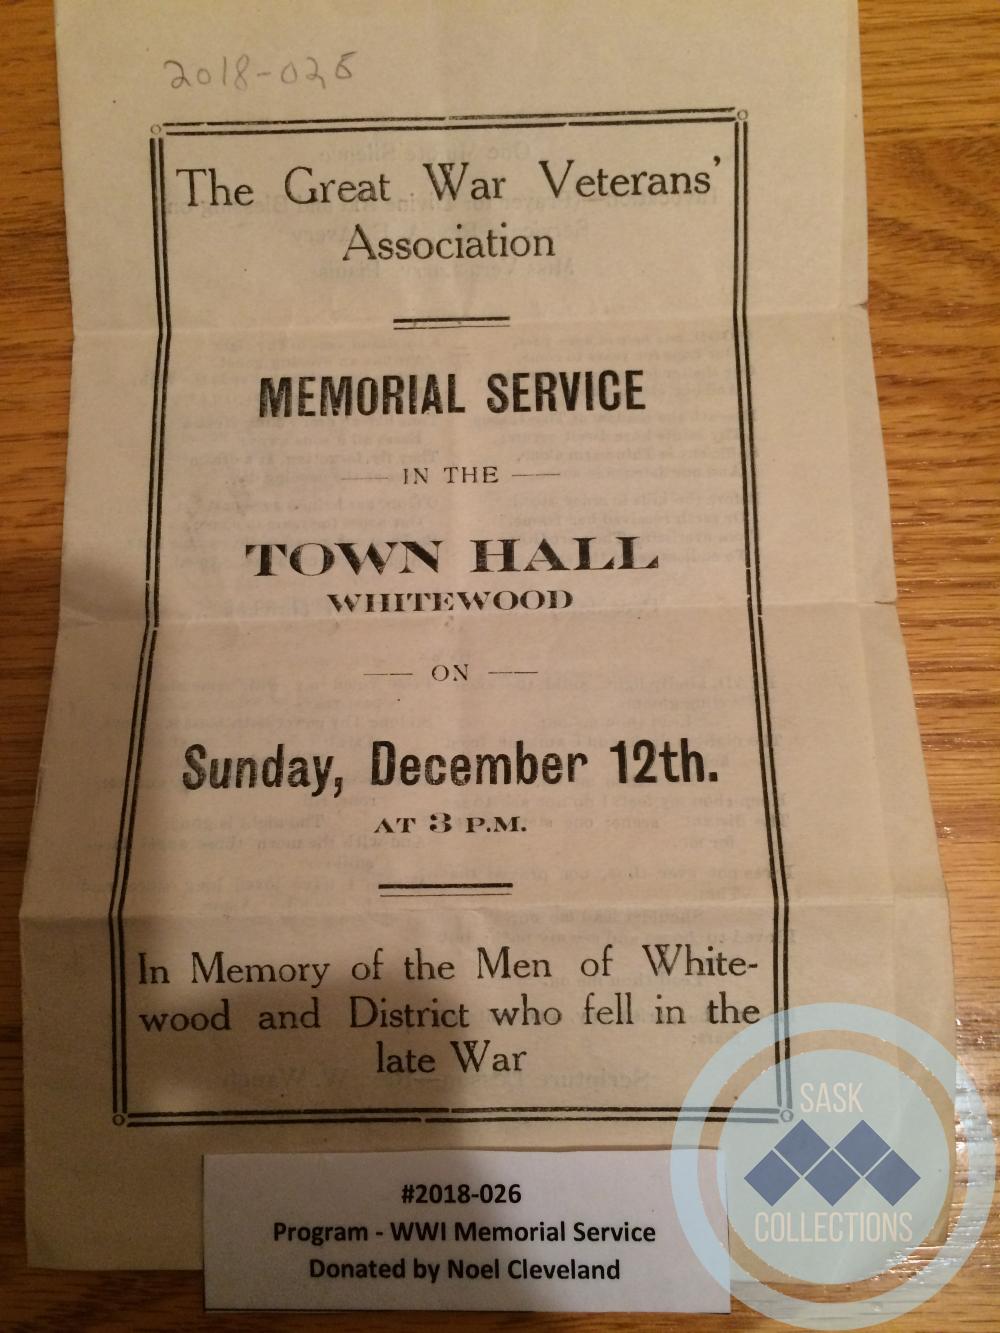 2018-026
The Great War Veterans'
Association
MEMORIAL SERVICE
— IN THE —
TOWN HALL
WHITEWOOD
— ON —
Sunday, December 12th.
AT 3 P.M.
In Memory of the Men of White-
wood and District who fell in the
late War
#2018-026
Program - WWI Memorial Service
Donated by Noel Cleveland
SASK
COLLECTIONS